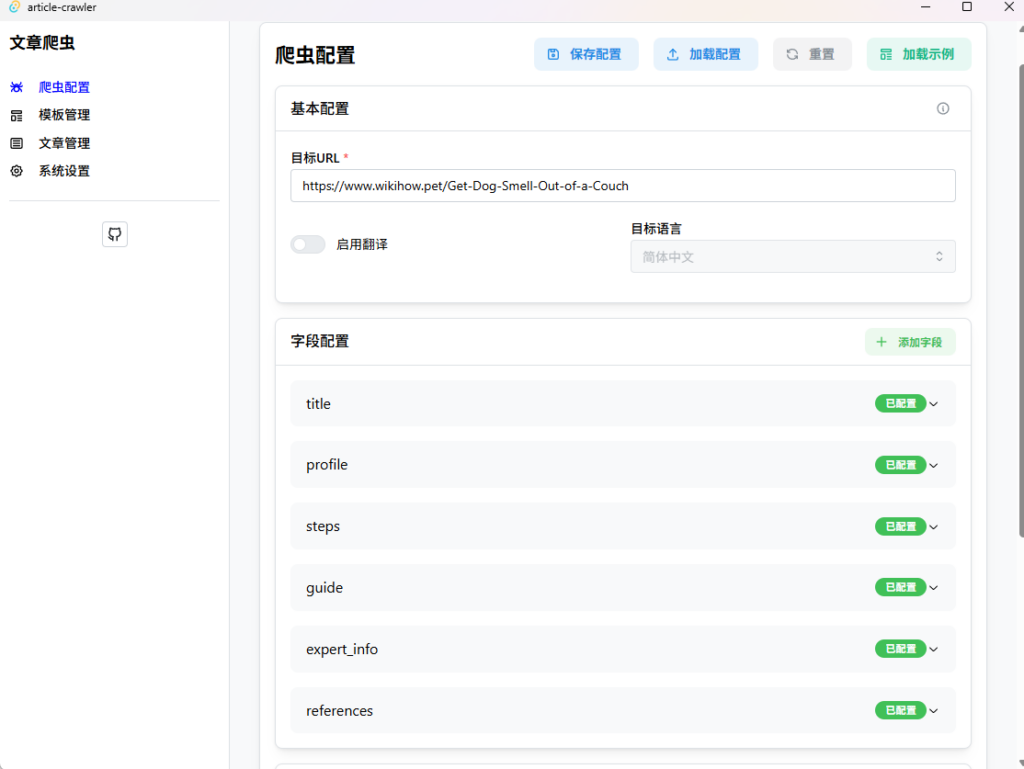 article-crawler
文章爬虫
爬虫配置
模板管理
文章管理
系统设置
爬虫配置
保存配置
加载配置
重置
加载示例
基本配置
目标URL *
https://www.wikihow.pet/Get-Dog-Smell-Out-of-a-Couch
启用翻译
目标语言
简体中文
字段配置
添加字段
title
已配置
profile
已配置
steps
已配置
guide
已配置
expert_info
已配置
references
已配置